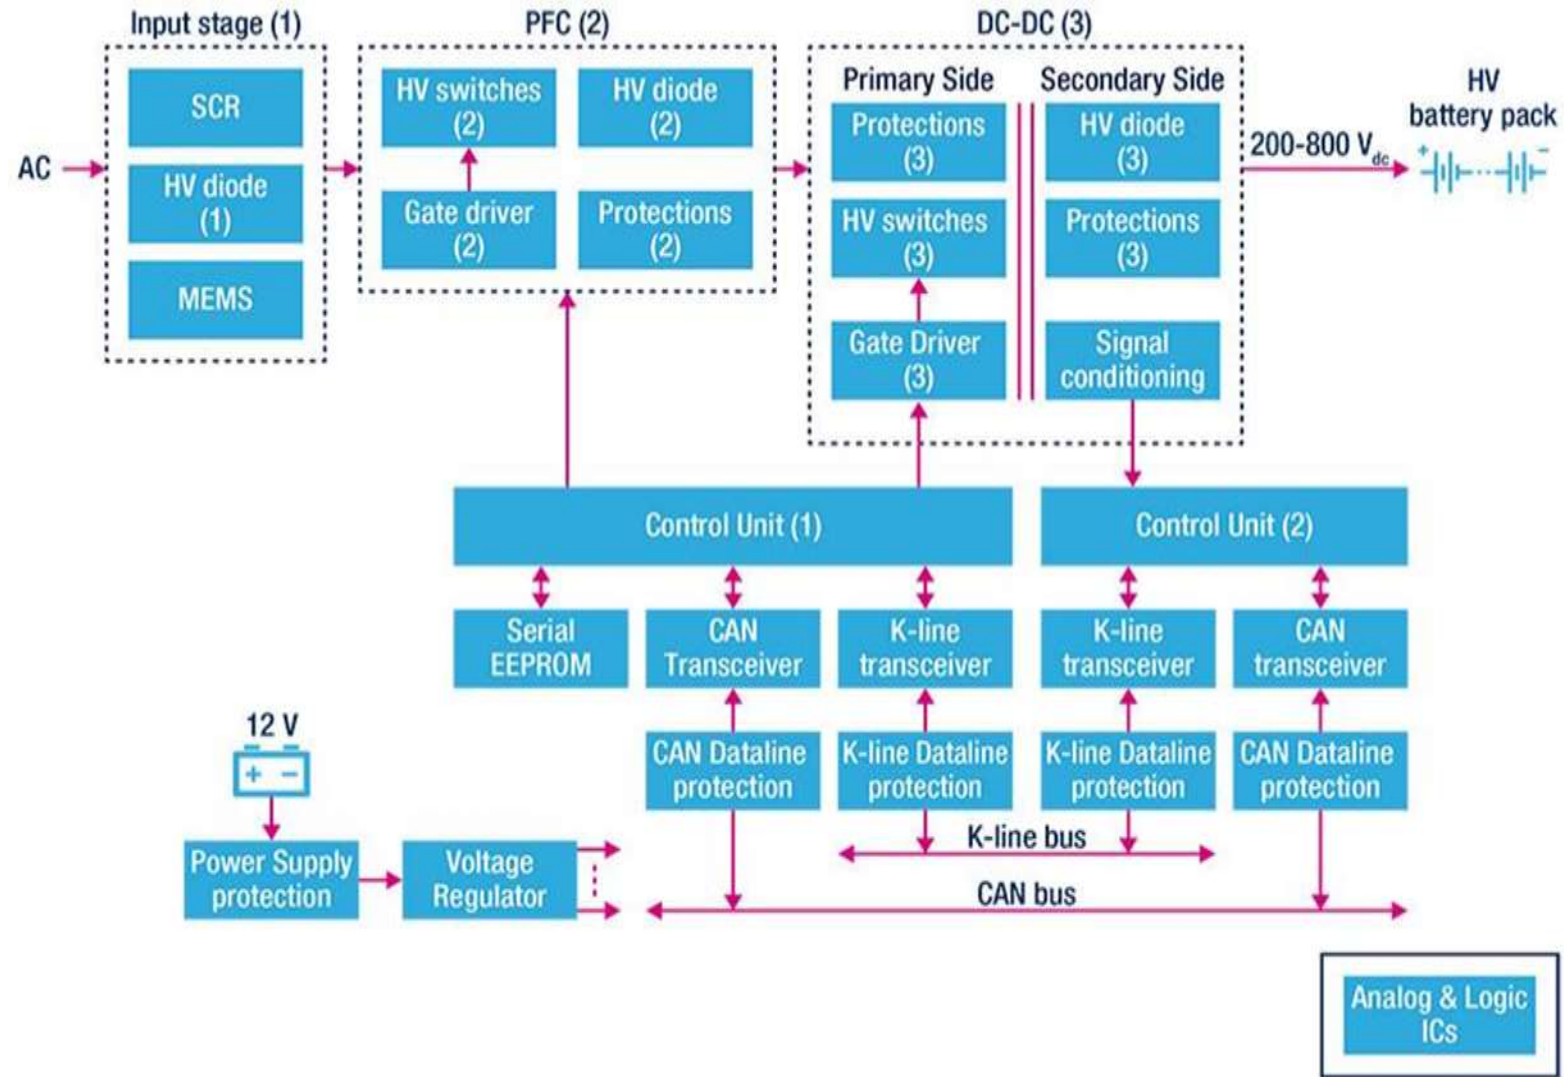 Input stage (1)
PFC (2)
DC-DC (3)
SCR
HV diode
(1)
MEMS
AC
HV switches
(2)
HV diode
(2)
Gate driver
(2)
Protections
(2)
Primary Side
Secondary Side
Protections
(3)
HV diode
(3)
HV switches
(3)
Protections
(3)
Gate Driver
(3)
Signal
conditioning
200-800 Vdc
HV
battery pack
+ -
Control Unit (1)
Control Unit (2)
Serial
EEPROM
CAN
Transceiver
K-line
transceiver
K-line
transceiver
CAN
transceiver
CAN Dataline
protection
K-line Dataline
protection
K-line Dataline
protection
CAN Dataline
protection
K-line bus
CAN bus
12 V
+ -
Power Supply
protection
Voltage
Regulator
Analog & Logic
ICs